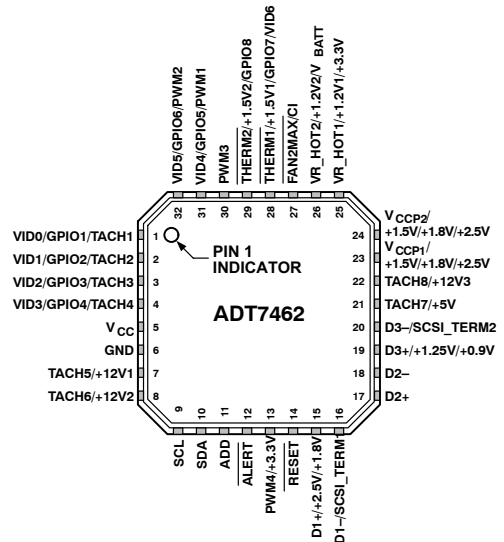 VID5/GPIO6/PWM2
VID4/GPIO5/PWM1
PWM3
THERM2/+1.5V2/GPIO8
THERM1/+1.5V1/GPIO7/VID6
FAN2MAX/CI
VR_HOT2/+1.2V2/V BATT
VR_HOT1/+1.2V1/+3.3V
32 31 30 29 28 27 26 25
VID0/GPIO1/TACH1 1
VID1/GPIO2/TACH2 2
VID2/GPIO3/TACH3 3
VID3/GPIO4/TACH4 4
VCC 5
GND 6
TACH5/+12V1 7
TACH6/+12V2 8
PIN 1
INDICATOR
ADT7462
24 VCCP2/
+1.5V/+1.8V/+2.5V
23 VCCP1/
+1.5V/+1.8V/+2.5V
22 TACH8/+12V3
21 TACH7/+5V
20 D3–/SCSI_TERM2
19 D3+/+1.25V/+0.9V
18 D2–
17 D2+
9 10 11 12 13 14 15 16
SCL
SDA
ADD
ALERT
PWM4/+3.3V
RESET
D1+/+2.5V/+1.8V
D1–/SCSI_TERM1